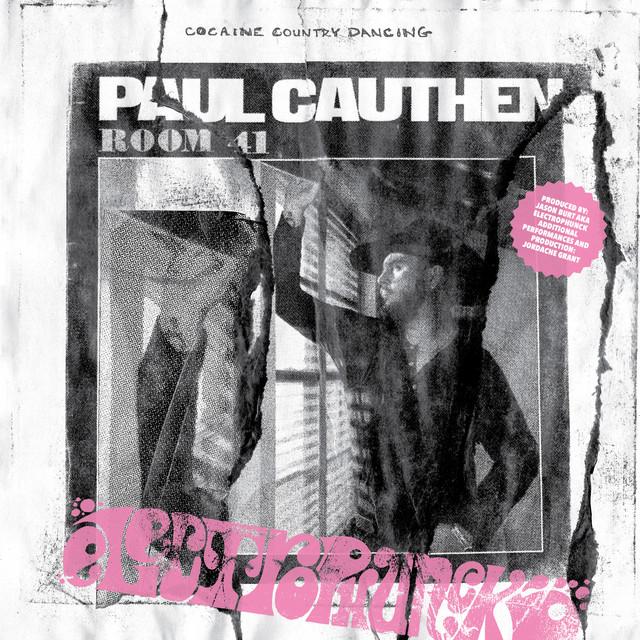 COCAINE COUNTRY DANCING
PAUL CAUTHEN
ROOM 41
PRODUCED BY:
JASON BURT AKA
ELECTROPHUNCK
ADDITIONAL
PERFORMANCES AND
PRODUCTION:
JORDACHE GRANT
eLecTroPHuNcK